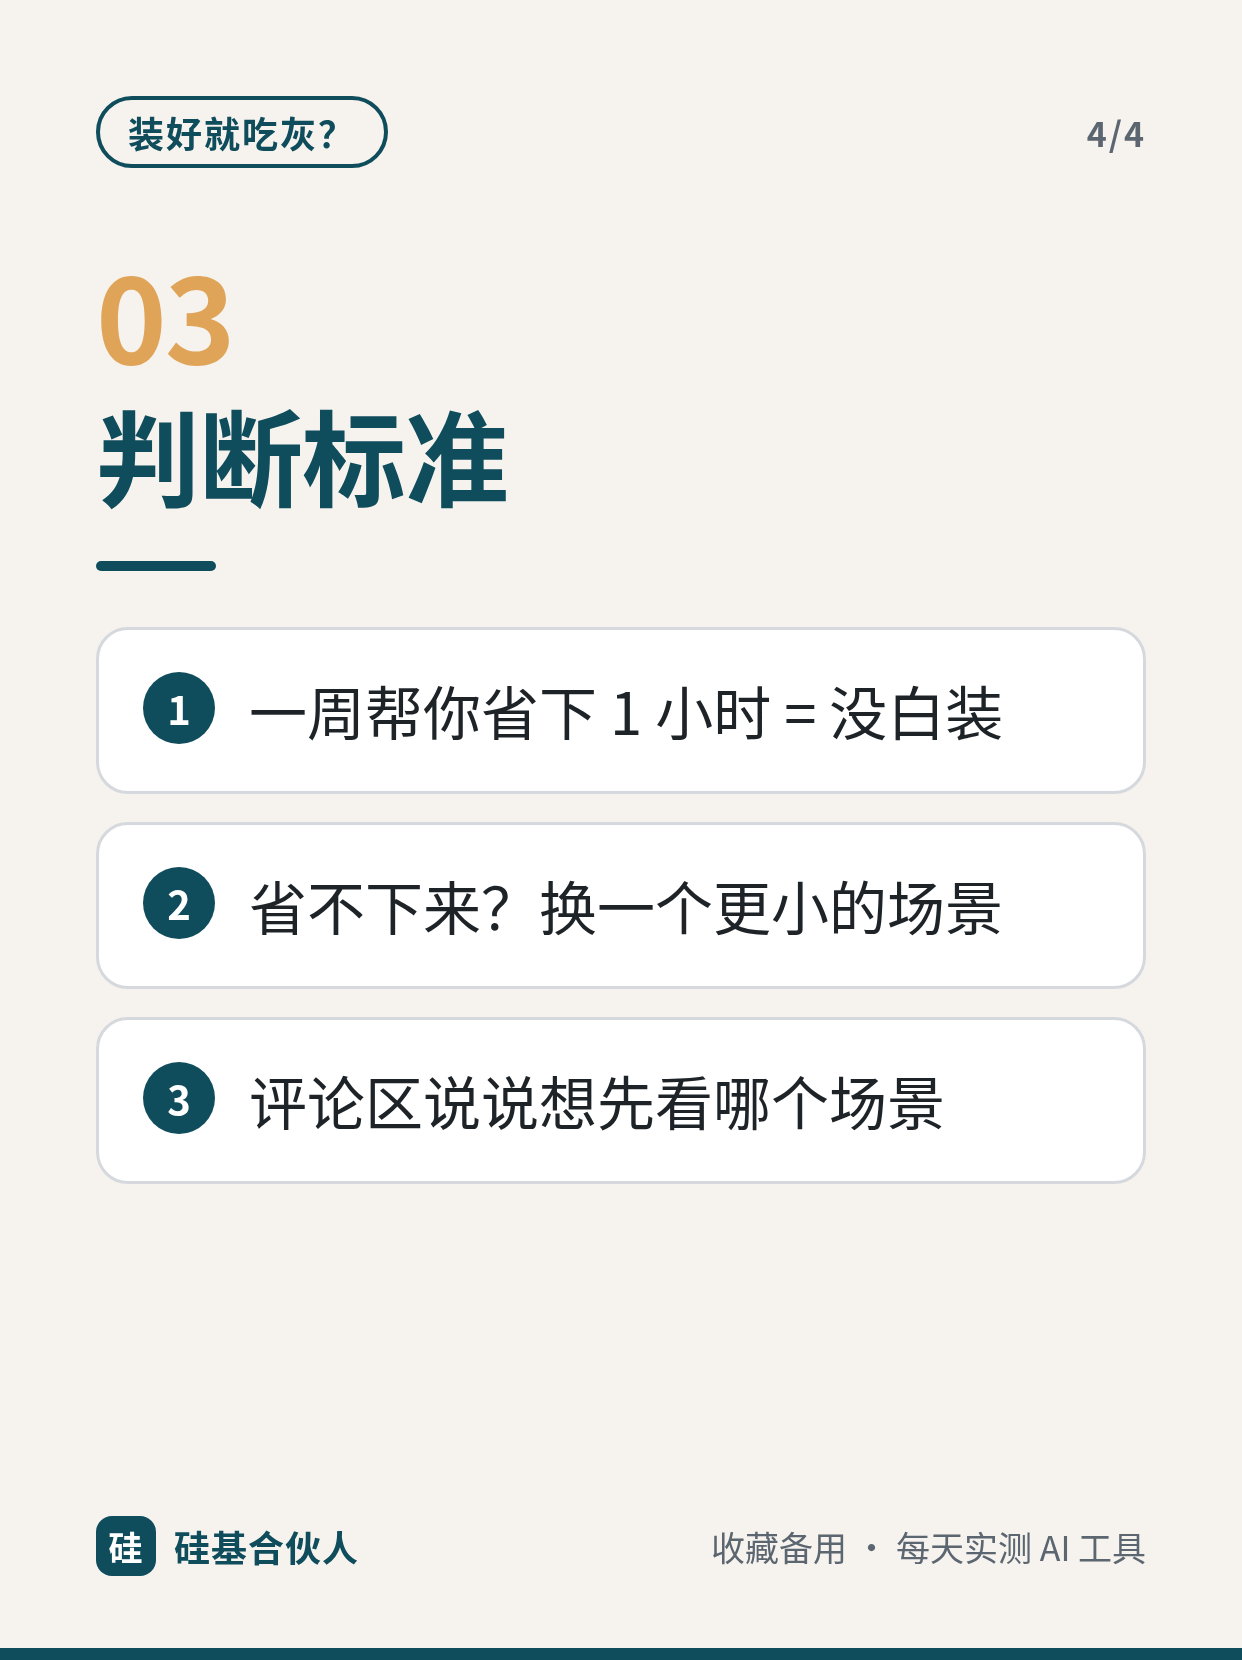 装好就吃灰？
4/4
03
判断标准
1 一周帮你省下 1 小时 = 没白装
2 省不下来？换一个更小的场景
3 评论区说说想先看哪个场景
硅 硅基合伙人
收藏备用 · 每天实测 AI 工具